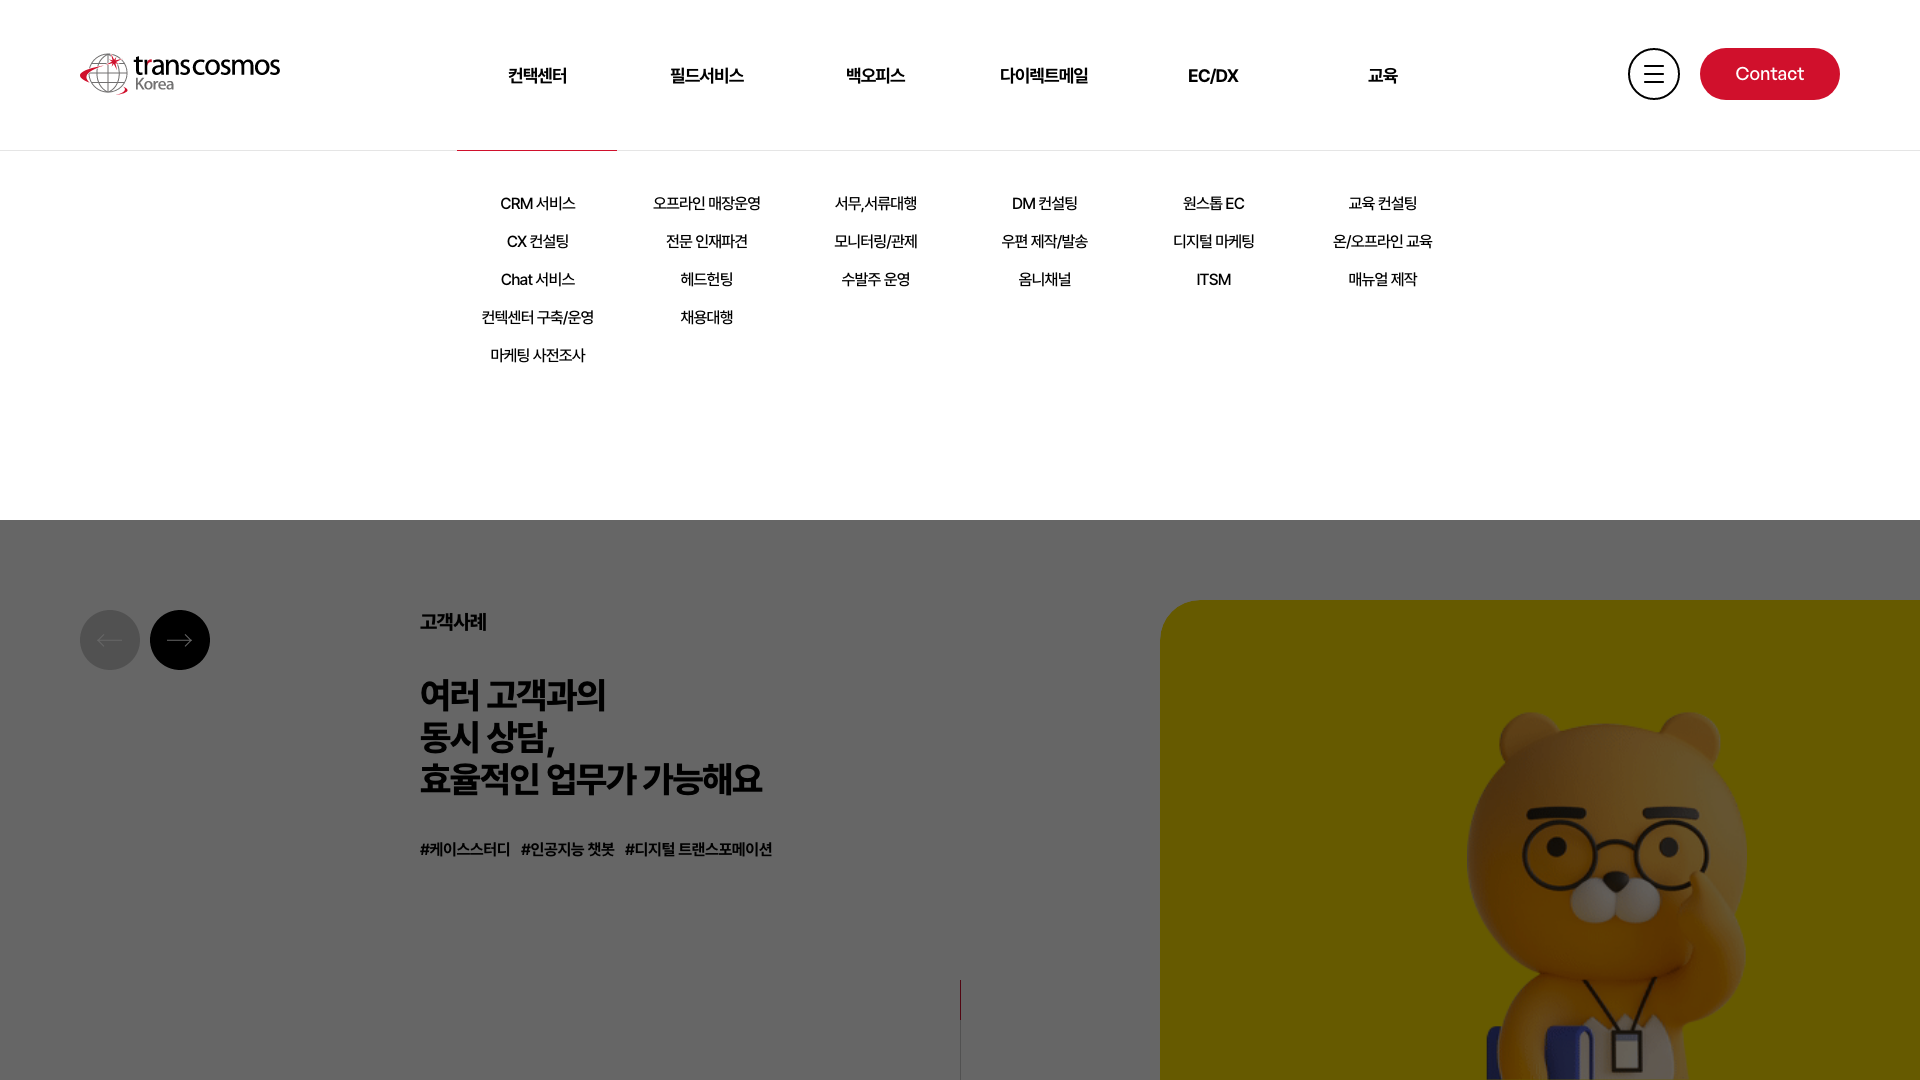 transcosmos
Korea
컨택센터
필드서비스
백오피스
다이렉트메일
EC/DX
교육
Contact
CRM 서비스
CX 컨설팅
Chat 서비스
컨텍센터 구축/운영
마케팅 사전조사
오프라인 매장운영
전문 인재파견
헤드헌팅
채용대행
서무,서류대행
모니터링/관제
수발주 운영
DM 컨설팅
우편 제작/발송
옴니채널
원스톱 EC
디지털 마케팅
ITSM
교육 컨설팅
온/오프라인 교육
매뉴얼 제작
고객사례
여러 고객과의
동시 상담,
효율적인 업무가 가능해요
#케이스스터디 #인공지능 챗봇 #디지털 트랜스포메이션